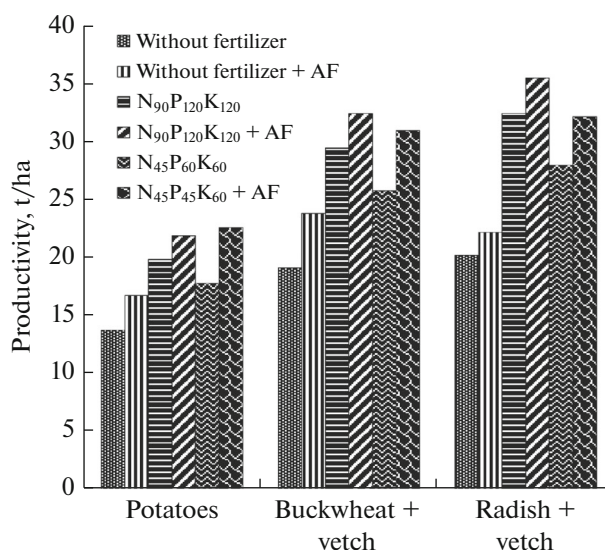 40
35
30
25
20
15
10
5
0
Productivity, t/ha
Without fertilizer
Without fertilizer + AF
N₉₀P₁₂₀K₁₂₀
N₉₀P₁₂₀K₁₂₀ + AF
N₄₅P₆₀K₆₀
N₄₅P₄₅K₆₀ + AF
Potatoes
Buckwheat +
vetch
Radish +
vetch